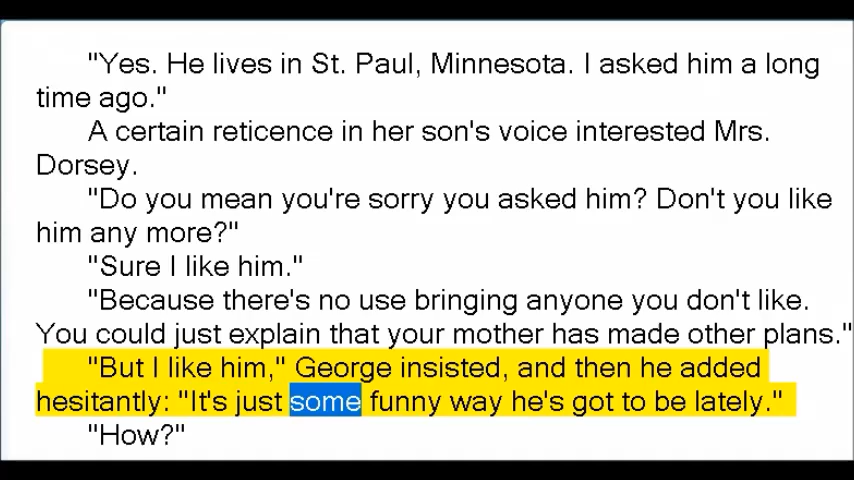 "Yes. He lives in St. Paul, Minnesota. I asked him a long
time ago."
A certain reticence in her son's voice interested Mrs.
Dorsey.
"Do you mean you're sorry you asked him? Don't you like
him any more?"
"Sure I like him."
"Because there's no use bringing anyone you don't like.
You could just explain that your mother has made other plans."
"But I like him," George insisted, and then he added
hesitantly: "It's just some funny way he's got to be lately."
"How?"